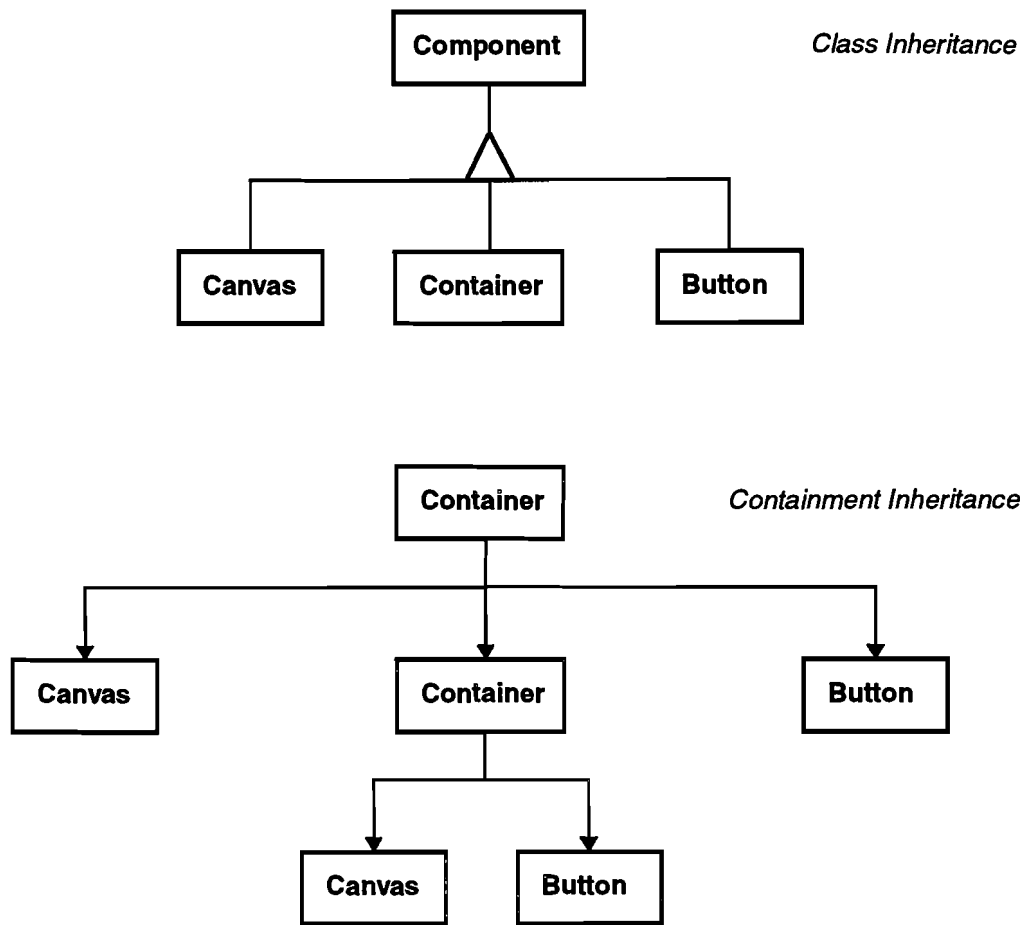 Component
Class Inheritance
Canvas
Container
Button
Container
Containment Inheritance
Canvas
Container
Button
Canvas
Button